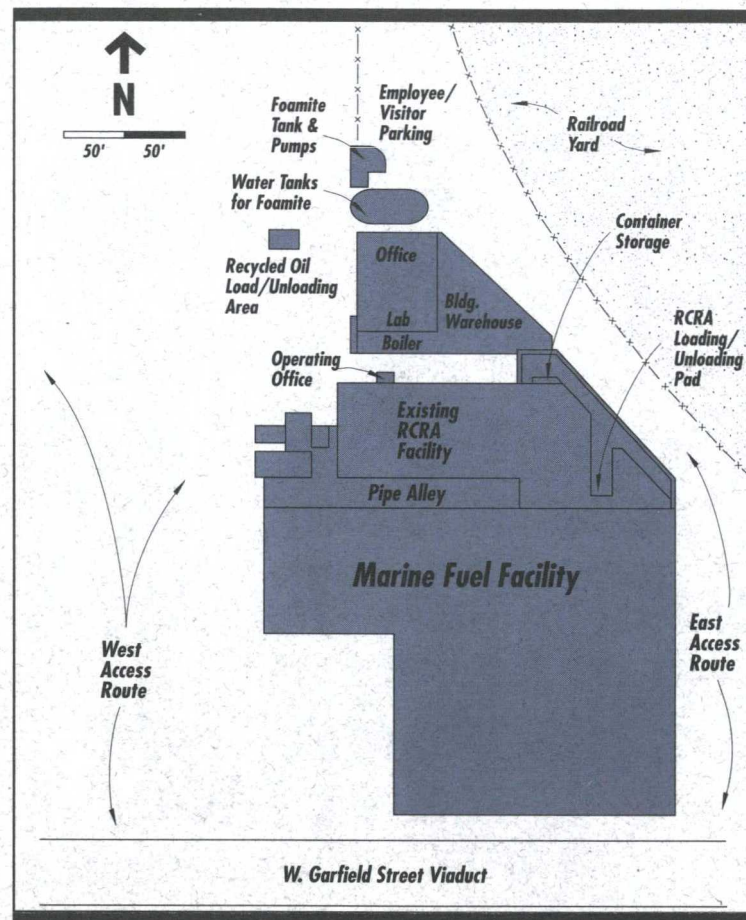 N
50' 50'
Foamite
Tank &
Pumps
Employee/
Visitor
Parking
Railroad
Yard
Water Tanks
for Foamite
Container
Storage
Recycled Oil
Load/Unloading
Area
Office
Bldg.
Warehouse
Lab
Boiler
RCRA
Loading/
Unloading
Pad
Operating
Office
Existing
RCRA
Facility
Pipe Alley
Marine Fuel Facility
West
Access
Route
East
Access
Route
W. Garfield Street Viaduct